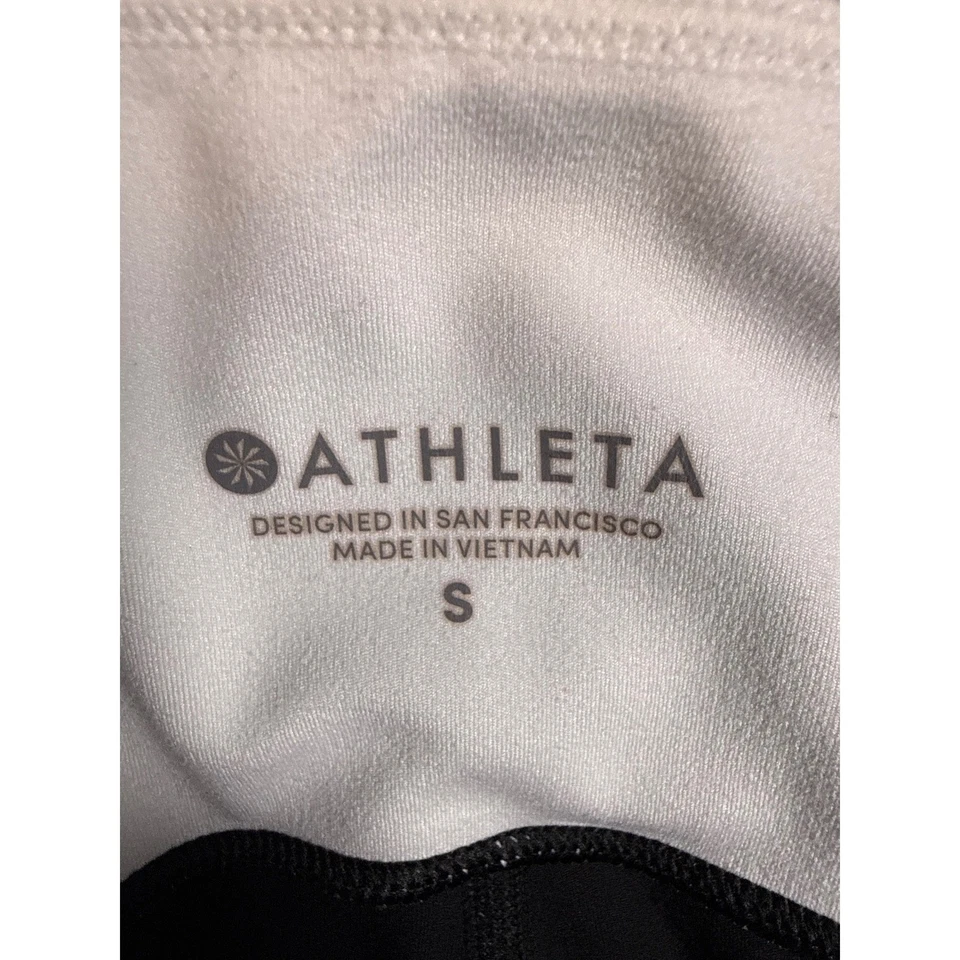 ATHLETA
DESIGNED IN SAN FRANCISCO
MADE IN VIETNAM
S